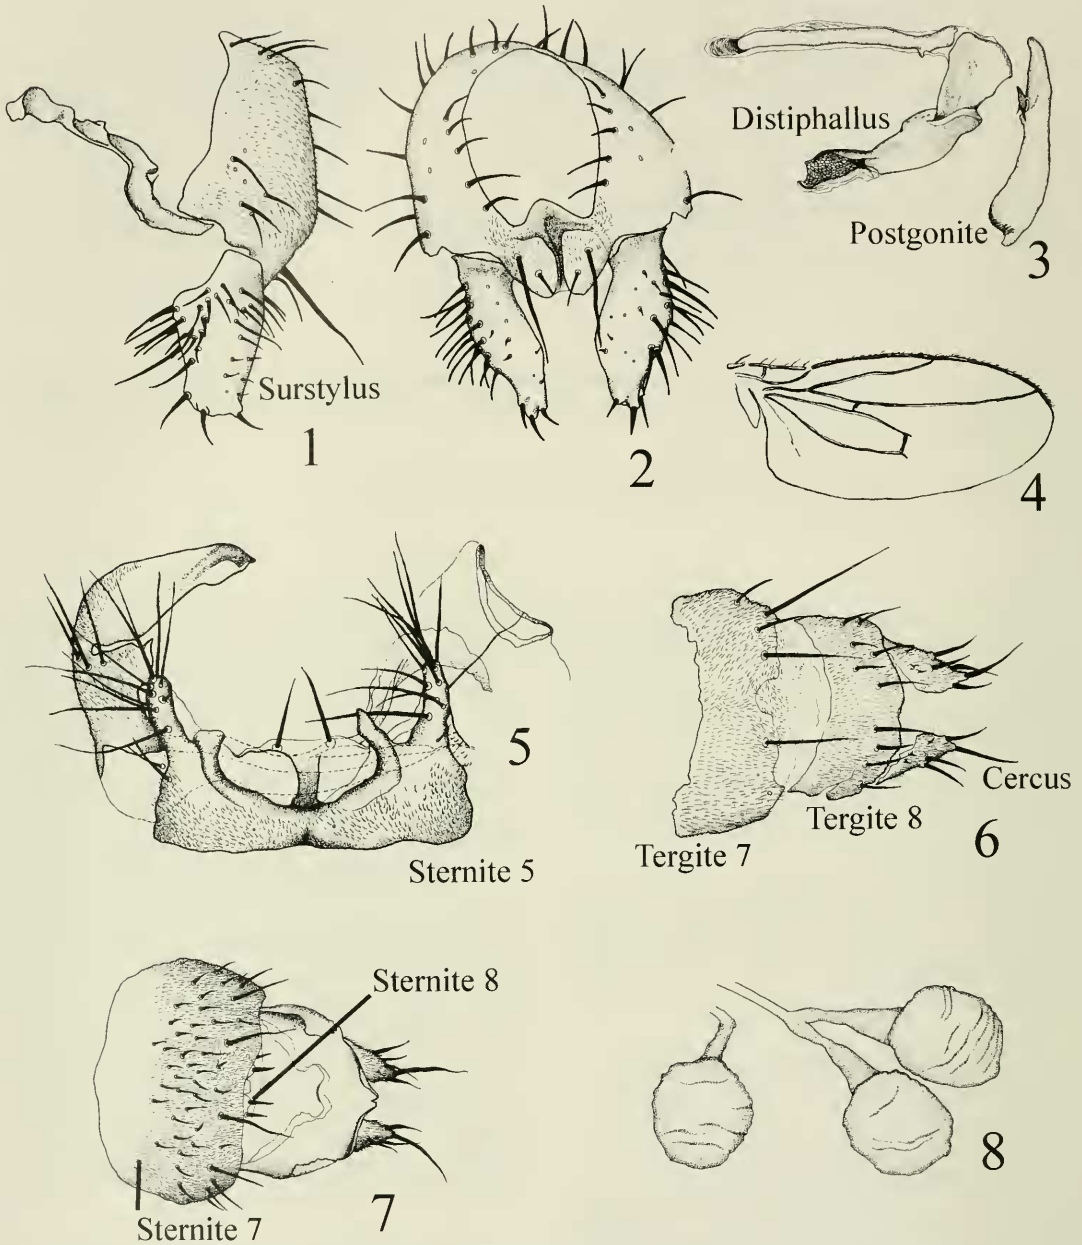 Distiphallus
Postgonite
3
Surstylus
1
2
4
5
Sternite 5
Cercus
Tergite 8
Tergite 7
6
Sternite 8
7
Sternite 7
8